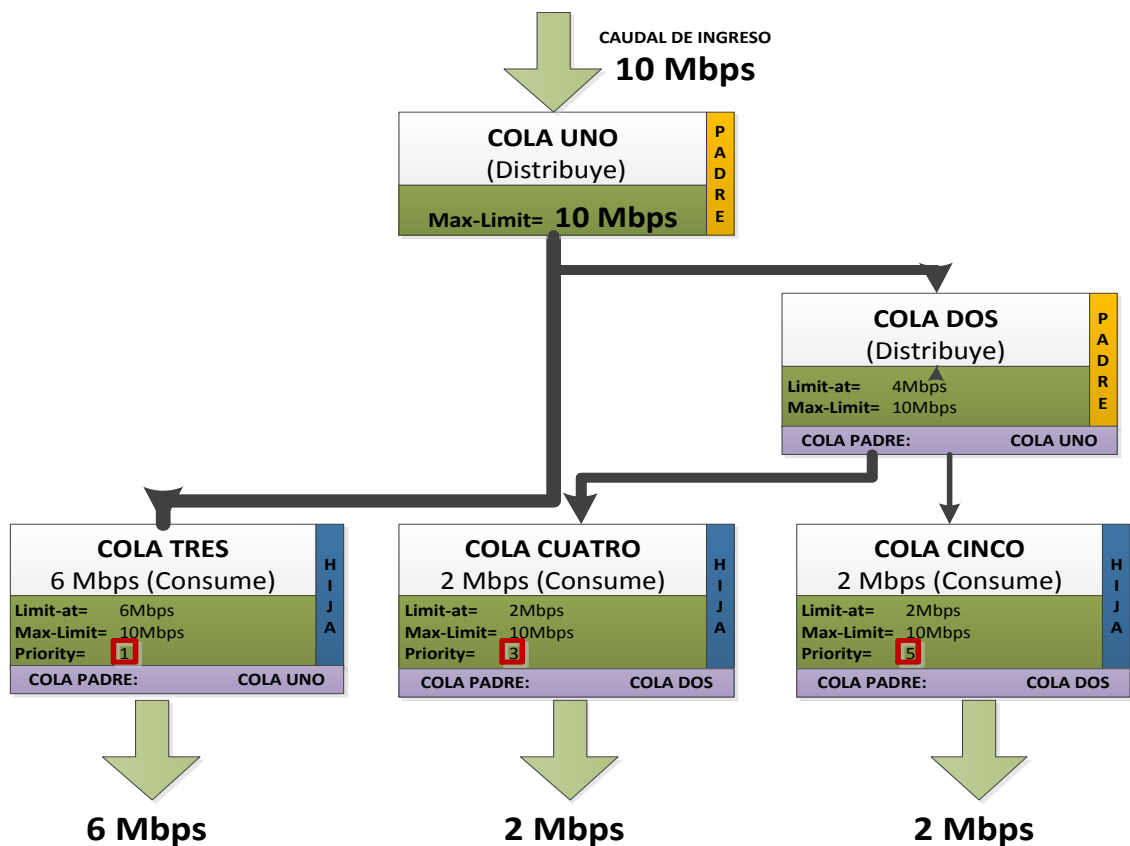 CAUDAL DE INGRESO
10 Mbps
COLA UNO
(Distribuye)
Max-Limit= 10 Mbps
PADRE
COLA DOS
(Distribuye)
Limit-at= 4Mbps
Max-Limit= 10Mbps
COLA PADRE: COLA UNO
PADRE
COLA TRES
6 Mbps (Consume)
Limit-at= 6Mbps
Max-Limit= 10Mbps
Priority= 1
COLA PADRE: COLA UNO
HIJA
COLA CUATRO
2 Mbps (Consume)
Limit-at= 2Mbps
Max-Limit= 10Mbps
Priority= 3
COLA PADRE: COLA DOS
HIJA
COLA CINCO
2 Mbps (Consume)
Limit-at= 2Mbps
Max-Limit= 10Mbps
Priority= 5
COLA PADRE: COLA DOS
HIJA
6 Mbps
2 Mbps
2 Mbps